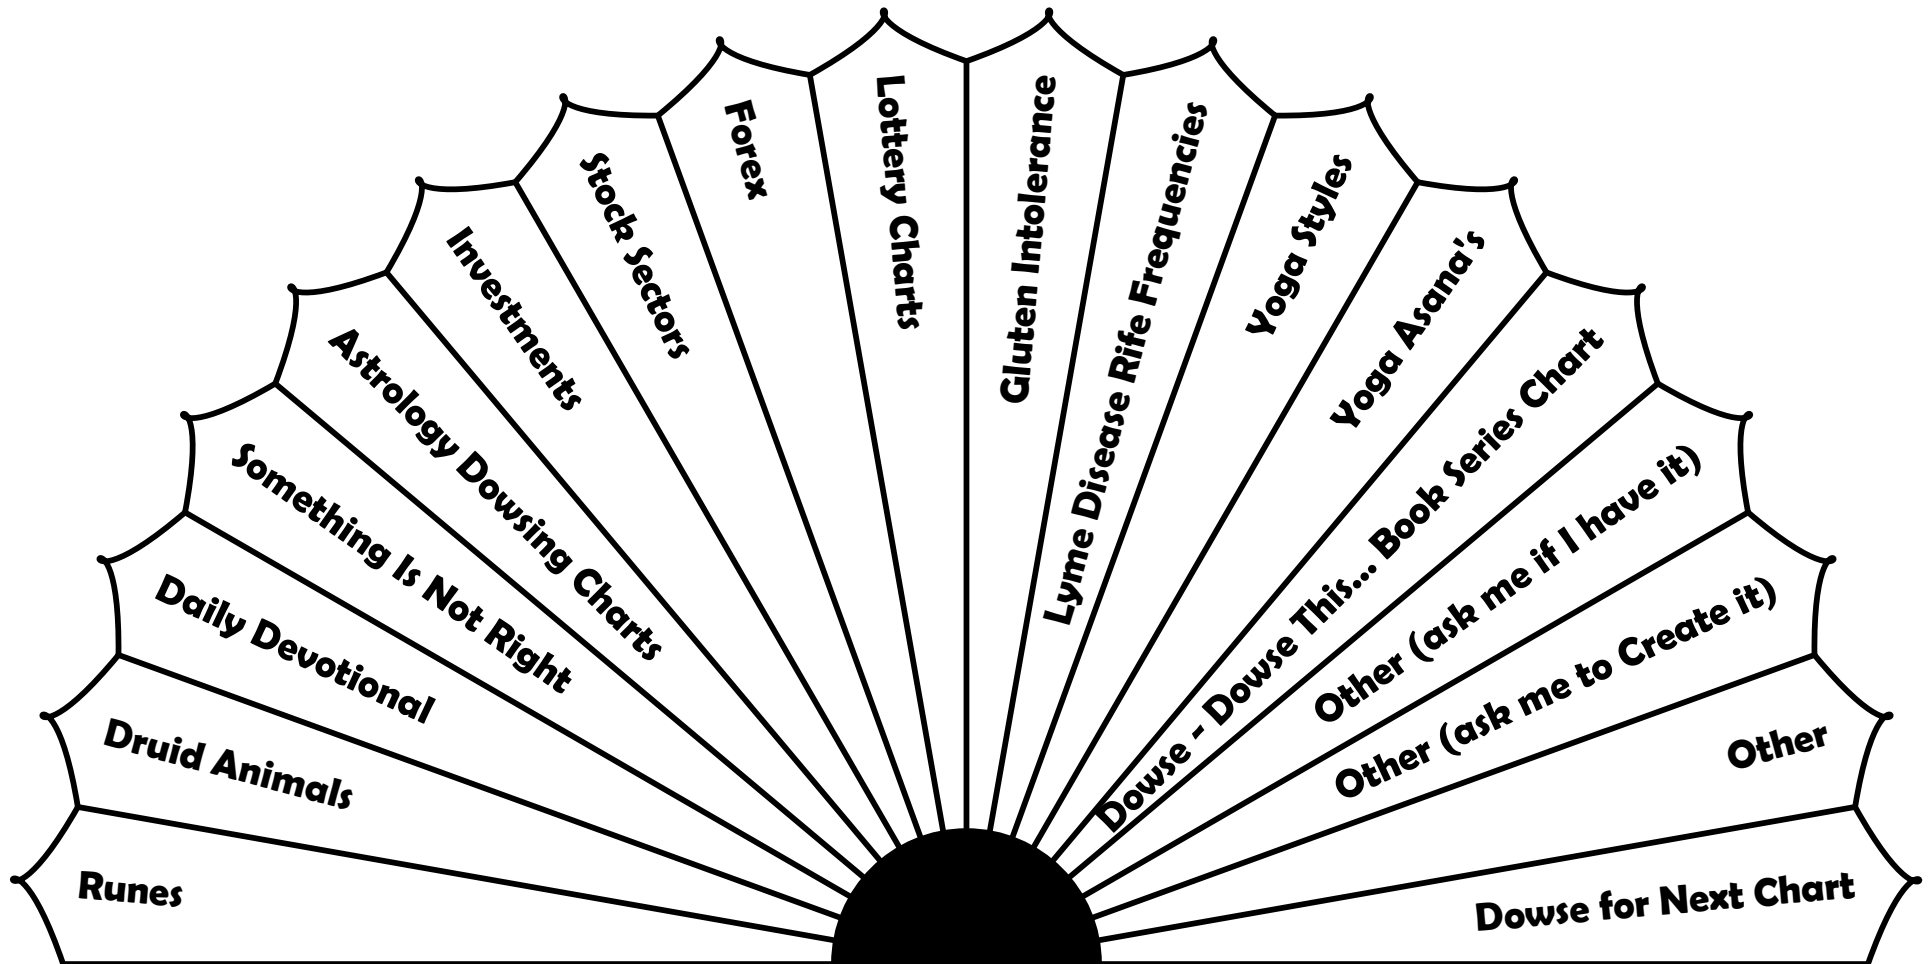 Runes
Druid Animals
Daily Devotional
Something Is Not Right
Astrology Dowsing Charts
Investments
Stock Sectors
Forex
Lottery Charts
Gluten Intolerance
Lyme Disease Rife Frequencies
Yoga Styles
Yoga Asana's
Dowse - Dowse This... Book Series Chart
Other (ask me if I have it)
Other (ask me to Create it)
Other
Dowse for Next Chart